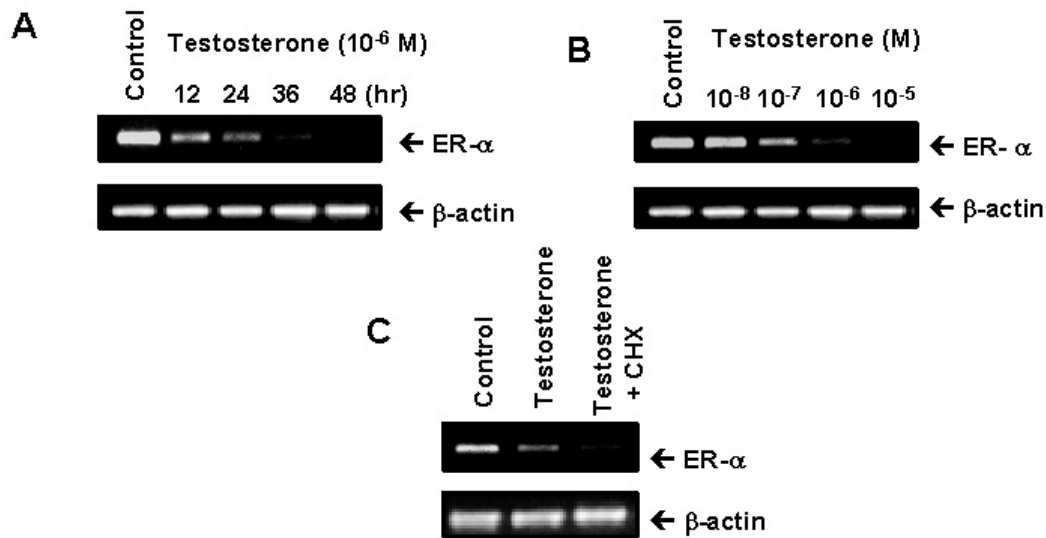 A
Control
Testosterone (10⁻⁶ M)
12 24 36 48 (hr)
← ER-α
← β-actin
B
Control
Testosterone (M)
10⁻⁸ 10⁻⁷ 10⁻⁶ 10⁻⁵
← ER- α
← β-actin
C
Control
Testosterone
Testosterone
+ CHX
← ER-α
← β-actin